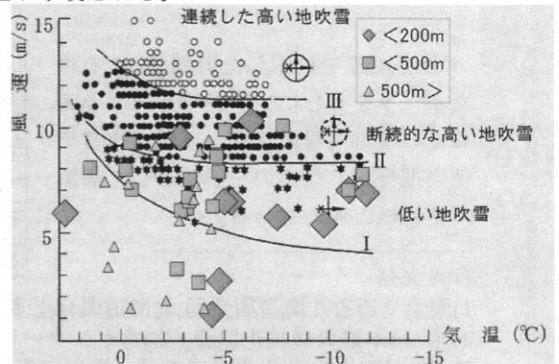 連続した高い地吹雪
15
風速 (m/s)
10
5
<200m
<500m
500m>
III
断続的な高い地吹雪
II
低い地吹雪
I
気温 (℃)
0
-5
-10
-15